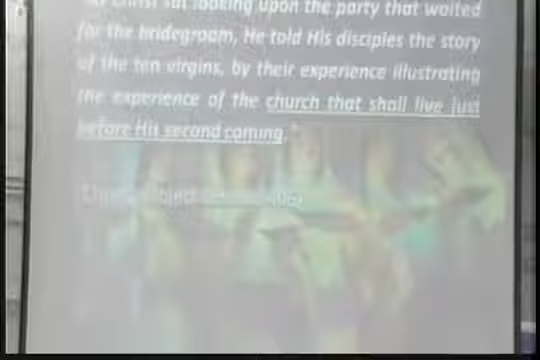 Christ sat looking upon the party that waited
for the bridegroom, He told His disciples the story
of the ten virgins, by their experience illustrating
the experience of the church that shall live just
before His second coming."